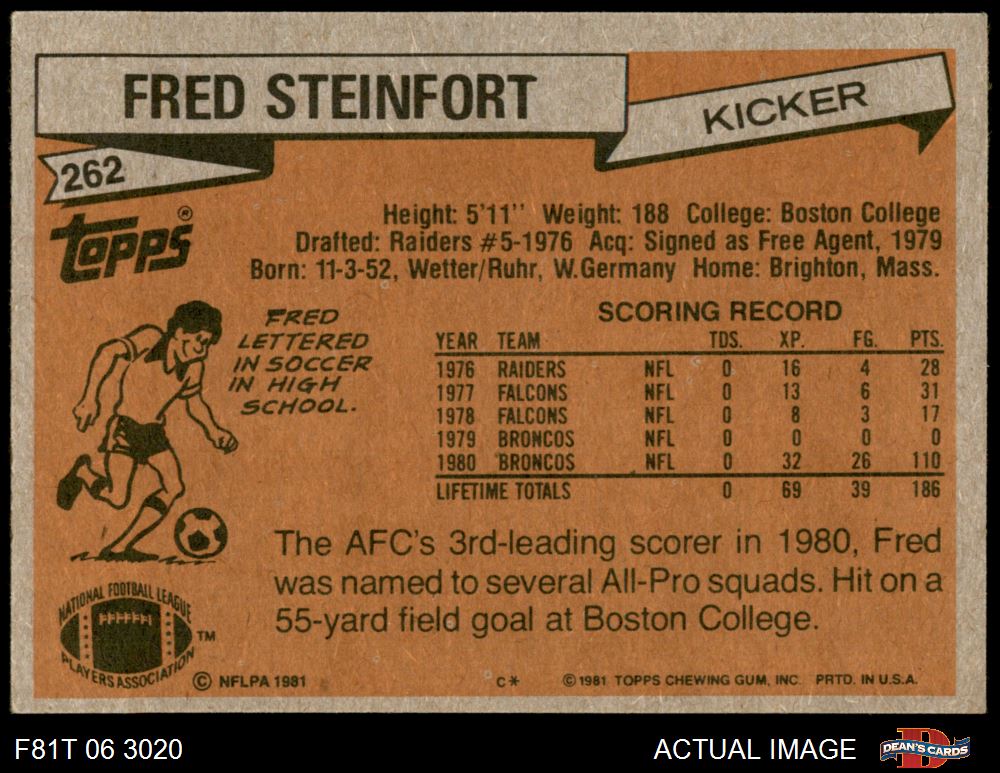 FRED STEINFORT
KICKER
262
TOPPS®
Height: 5'11" Weight: 188 College: Boston College
Drafted: Raiders #5-1976 Acq: Signed as Free Agent, 1979
Born: 11-3-52, Wetter/Ruhr, W.Germany Home: Brighton, Mass.
FRED
LETTERED
IN SOCCER
IN HIGH
SCHOOL.
SCORING RECORD
YEAR TEAM TDS. XP. FG. PTS.
1976 RAIDERS NFL 0 16 4 28
1977 FALCONS NFL 0 13 6 31
1978 FALCONS NFL 0 8 3 17
1979 BRONCOS NFL 0 0 0 0
1980 BRONCOS NFL 0 32 26 110
LIFETIME TOTALS 0 69 39 186
The AFC's 3rd-leading scorer in 1980, Fred
was named to several All-Pro squads. Hit on a
55-yard field goal at Boston College.
NATIONAL FOOTBALL LEAGUE
PLAYERS ASSOCIATION
TM
© NFLPA 1981 C* © 1981 TOPPS CHEWING GUM, INC. PRTD. IN U.S.A.
F81T 06 3020
ACTUAL IMAGE
D
DEAN'S CARDS